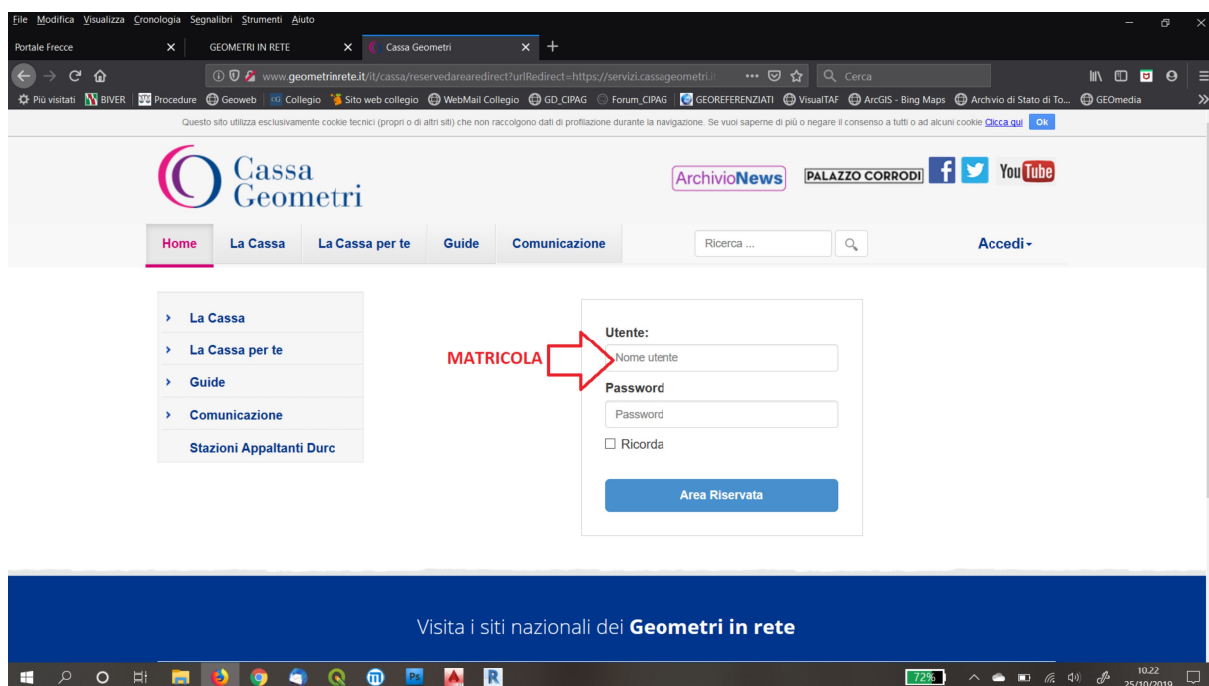 File Modifica Visualizza Cronologia Segnalibri Strumenti Aiuto
Portale Frecce GEOMETRI IN RETE Cassa Geometri
www.geometrinrete.it/it/cassa/reservedarearedirect?urlRedirect=https://servizi.cassageometri.it Cerca
Più visitati BIVER Procedure Geoweb Collegio Sito web collegio WebMail Collegio GD_CIPAG Forum_CIPAG GEOREFERENZIATI VisualTAF ArcGIS - Bing Maps Archvio di Stato di To... GEOmedia
Questo sito utilizza esclusivamente cookie tecnici (propri o di altri siti) che non raccolgono dati di profilazione durante la navigazione. Se vuoi saperne di più o negare il consenso a tutti o ad alcuni cookie Clicca qui Ok
Cassa
Geometri
ArchivioNews PALAZZO CORRODI f You Tube
Home La Cassa La Cassa per te Guide Comunicazione Ricerca ... Accedi
La Cassa
La Cassa per te
Guide
Comunicazione
Stazioni Appaltanti Durc
Utente:
MATRICOLA
Nome utente
Password
Password
Ricorda
Area Riservata
Visita i siti nazionali dei Geometri in rete
Ps R 72% 10.22
25/10/2019